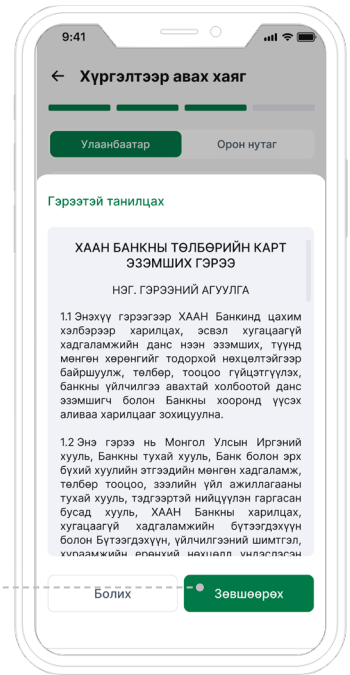 9:41
Хүргэлтээр авах хаяг
Улаанбаатар
Орон нутаг
Гэрээтэй танилцах
ХААН БАНКНЫ ТӨЛБӨРИЙН КАРТ
ЭЗЭМШИХ ГЭРЭЭ
НЭГ. ГЭРЭЭНИЙ АГУУЛГА
1.1 Энэхүү гэрээгээр ХААН Банкинд цахим
хэлбэрээр харилцах, эсвэл хугацаагүй
хадгаламжийн данс нээн эзэмших, түүнд
мөнгөн хөрөнгийг тодорхой нөхцөлтэйгээр
байршуулж, төлбөр, тооцоо гүйцэтгүүлэх,
банкны үйлчилгээ авахтай холбоотой данс
эзэмшигч болон Банкны хооронд үүсэх
аливаа харилцааг зохицуулна.
1.2 Энэ гэрээ нь Монгол Улсын Иргэний
хууль, Банкны тухай хууль, Банк болон эрх
бүхий хуулийн этгээдийн мөнгөн хадгаламж,
төлбөр тооцоо, зээлийн үйл ажиллагааны
тухай хууль, тэдгээртэй нийцүүлэн гаргасан
бусад хууль, ХААН Банкны харилцах,
хугацаагүй хадгаламжийн бүтээгдэхүүн
болон Бүтээгдэхүүн, үйлчилгээний шимтгэл,
хураамжийн ерөнхий нөхцөлд үндэслэсэн
Болих
Зөвшөөрөх